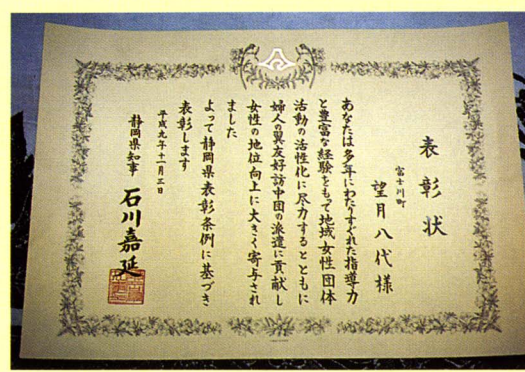 表彰状
富士川町
望月八代様
あなたは多年にわたりすぐれた指導力
と豊富な経験をもって地域女性団体
活動の活性化に尽力するとともに
婦人の翼友好訪中団の派遣に貢献し
女性の地位向上に大きく寄与され
ました
よって静岡県表彰条例に基づき
表彰します
平成九年十一月三日
静岡県知事 石川嘉延